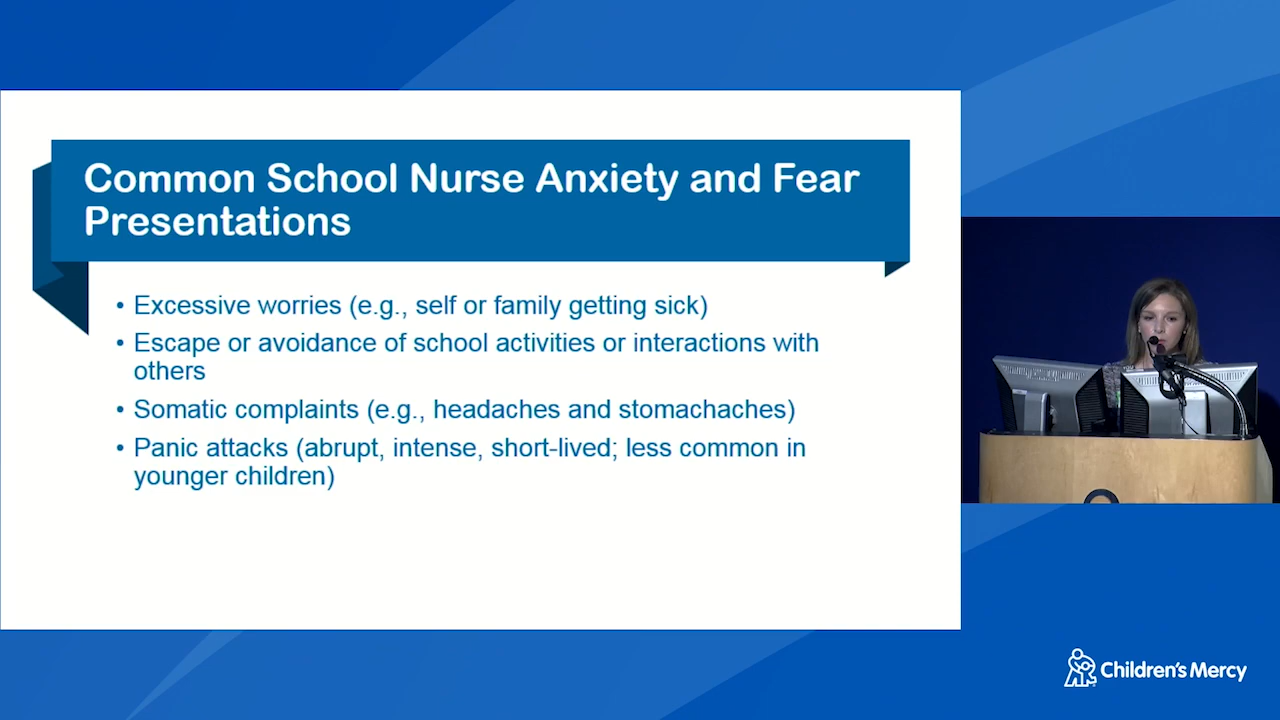 Common School Nurse Anxiety and Fear
Presentations
• Excessive worries (e.g., self or family getting sick)
• Escape or avoidance of school activities or interactions with
others
• Somatic complaints (e.g., headaches and stomachaches)
• Panic attacks (abrupt, intense, short-lived; less common in
younger children)
Children's Mercy